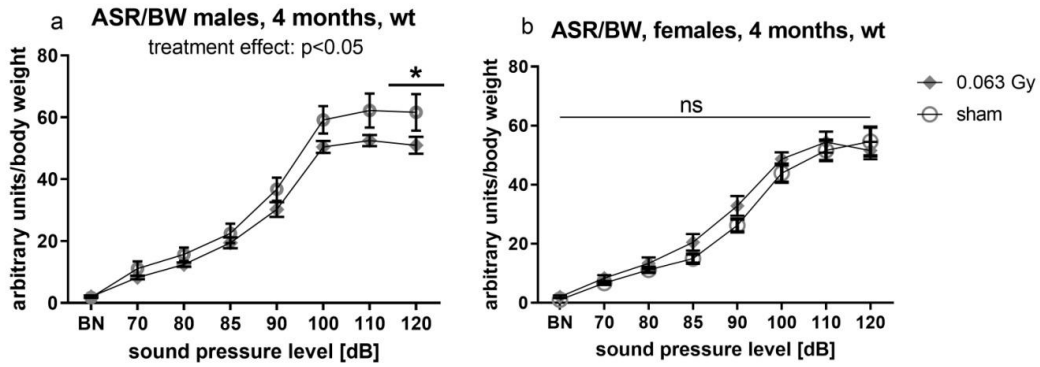 a
ASR/BW males, 4 months, wt
treatment effect: p<0.05
*
arbitrary units/body weight
80
60
40
20
0
BN 70 80 85 90 100 110 120
sound pressure level [dB]
b
ASR/BW, females, 4 months, wt
ns
arbitrary units/body weight
80
60
40
20
0
BN 70 80 85 90 100 110 120
sound pressure level [dB]
0.063 Gy
sham